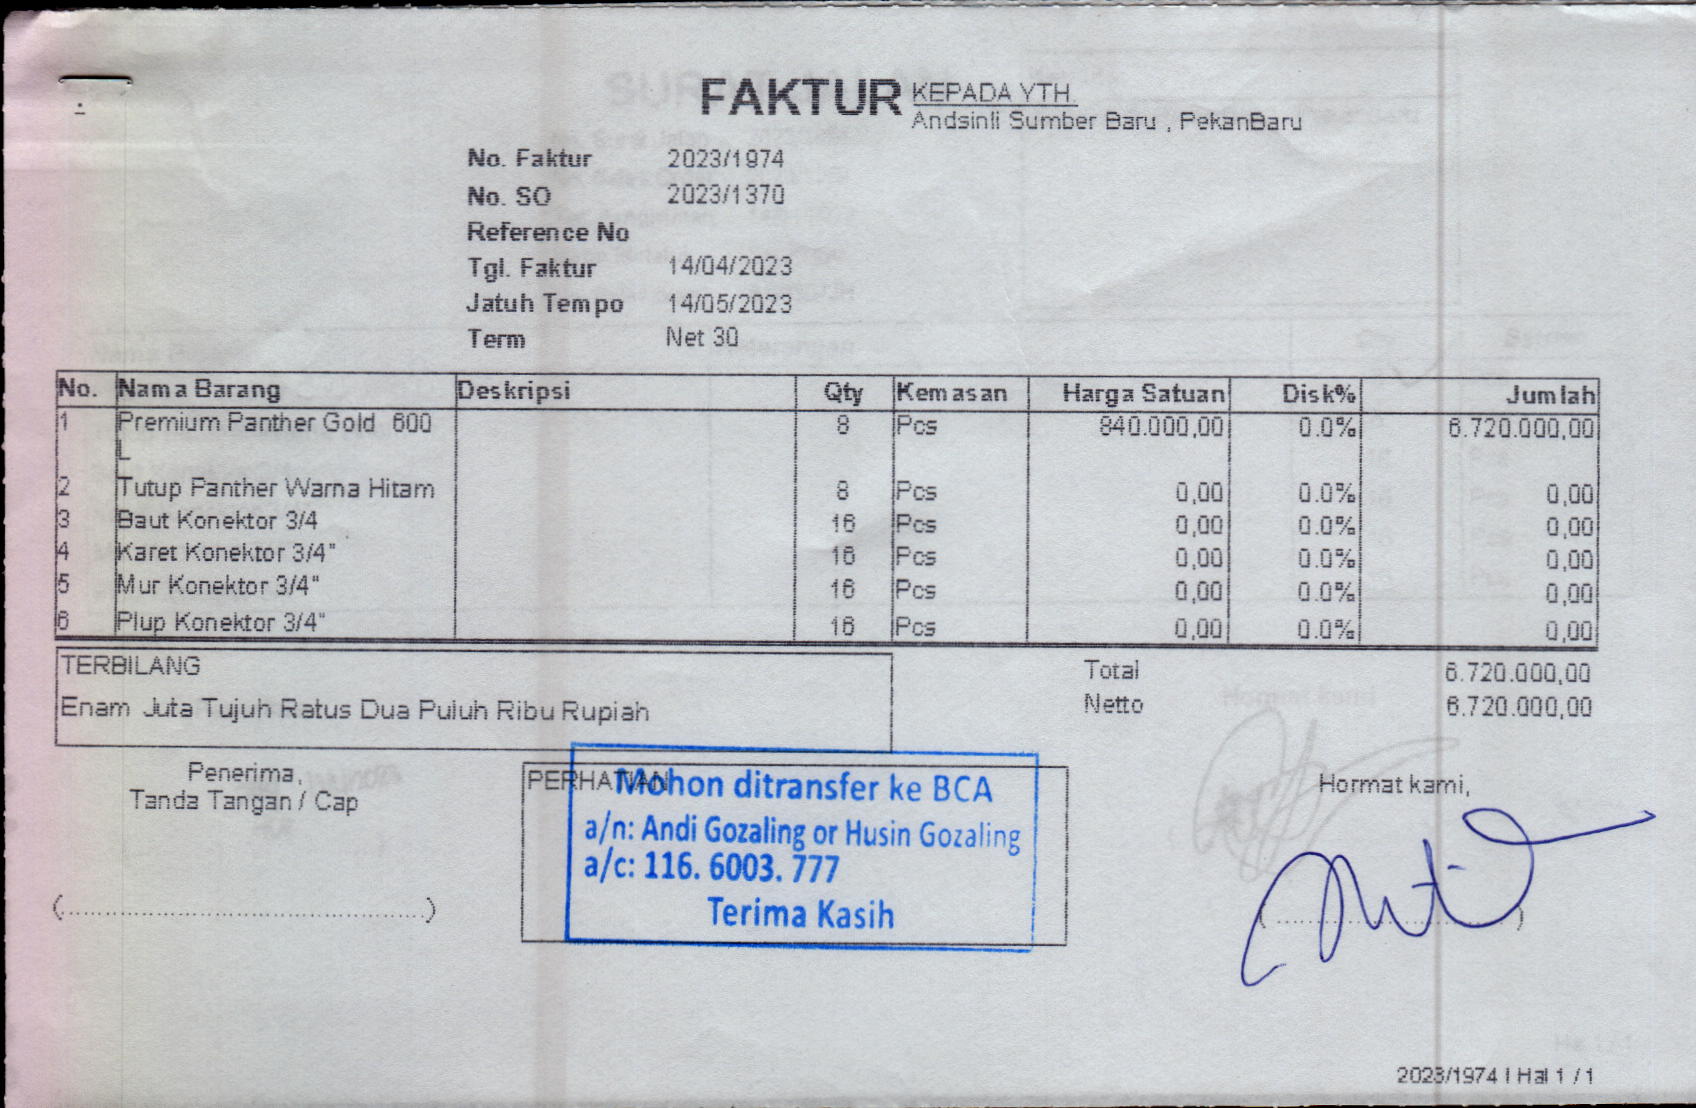 FAKTUR
KEPADA YTH.
Andsinli Sumber Baru , PekanBaru
No. Faktur 2023/1974
No. SO 2023/1370
Reference No
Tgl. Faktur 14/04/2023
Jatuh Tempo 14/05/2023
Term Net 30
No. Nama Barang Deskripsi Qty Kemasan Harga Satuan Disk% Jumlah
1 Premium Panther Gold 600 8 Pcs 840.000,00 0.0% 6.720.000,00
L
2 Tutup Panther Warna Hitam 8 Pcs 0,00 0.0% 0,00
3 Baut Konektor 3/4 16 Pcs 0,00 0.0% 0,00
4 Karet Konektor 3/4" 16 Pcs 0,00 0.0% 0,00
5 Mur Konektor 3/4" 16 Pcs 0,00 0.0% 0,00
6 Plup Konektor 3/4" 16 Pcs 0,00 0.0% 0,00
TERBILANG
Enam Juta Tujuh Ratus Dua Puluh Ribu Rupiah
Total 6.720.000,00
Netto 6.720.000,00
Penerima,
Tanda Tangan / Cap
(..............................................)
PERHATIAN
Mohon ditransfer ke BCA
a/n: Andi Gozaling or Husin Gozaling
a/c: 116. 6003. 777
Terima Kasih
Hormat kami,
2023/1974 I Hal 1 / 1